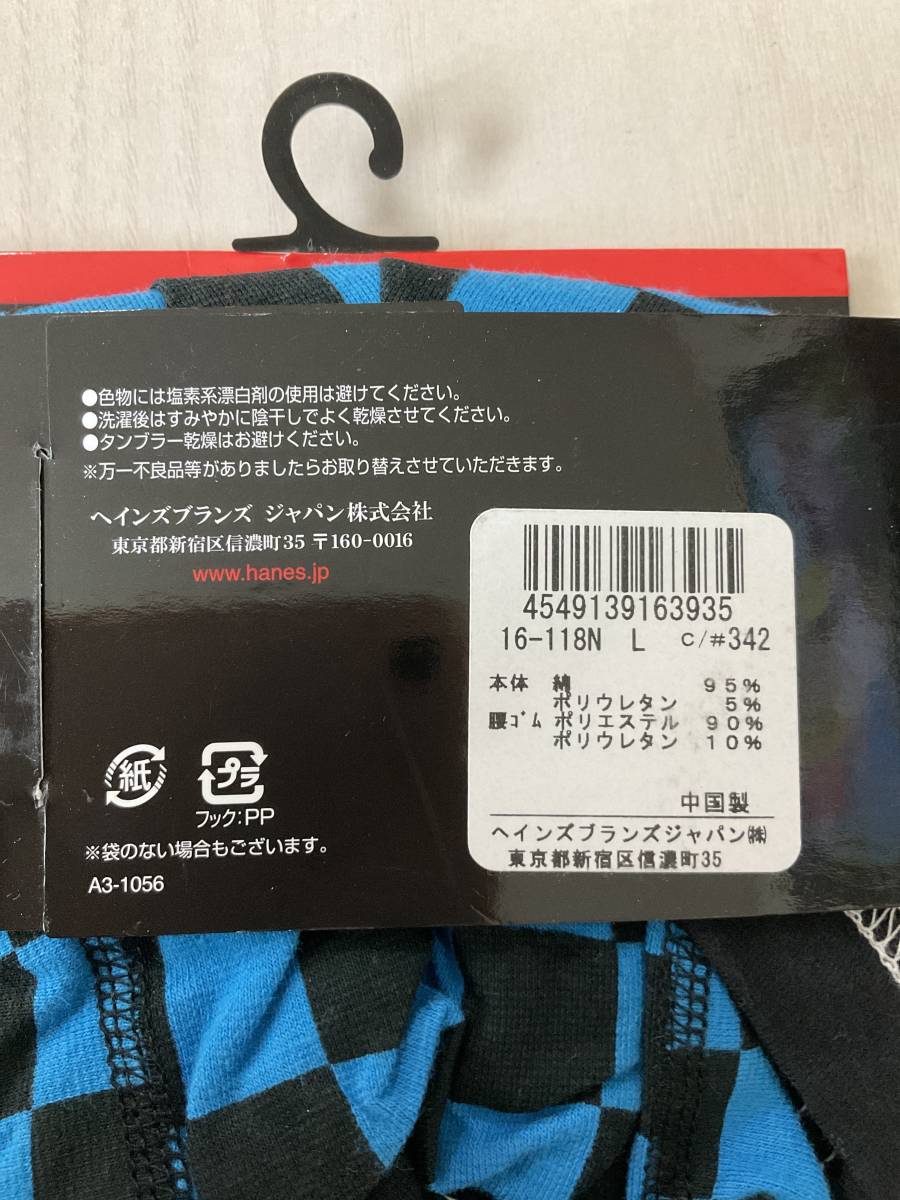 ●色物には塩素系漂白剤の使用は避けてください。
●洗濯後はすみやかに陰干しでよく乾燥させてください。
●タンブラー乾燥はお避けください。
※万一不良品等がありましたらお取り替えさせていただきます。
ヘインズブランズ ジャパン株式会社
東京都新宿区信濃町35 〒160-0016
www.hanes.jp
紙
プラ
フック:PP
※袋のない場合もございます。
A3-1056
4549139163935
16-118N L C/#342
本体 綿 95%
ポリウレタン 5%
腰ゴム ポリエステル 90%
ポリウレタン 10%
中国製
ヘインズブランズジャパン㈱
東京都新宿区信濃町35